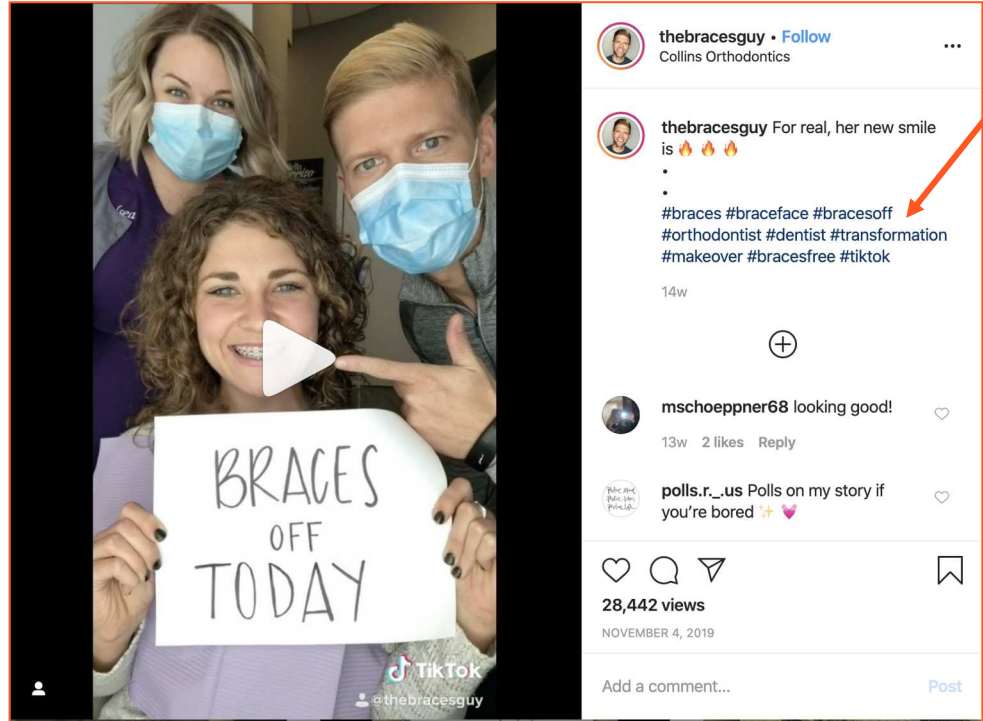 thebracesguy • Follow
Collins Orthodontics
thebracesguy For real, her new smile
is 🔥 🔥 🔥
•
•
#braces #braceface #bracesoff
#orthodontist #dentist #transformation
#makeover #bracesfree #tiktok
14w
mschoeppner68 looking good!
13w 2 likes Reply
polls.r._.us Polls on my story if
you're bored ✨ 💓
28,442 views
NOVEMBER 4, 2019
Add a comment... Post
BRACES
OFF
TODAY
TikTok
@thebracesguy